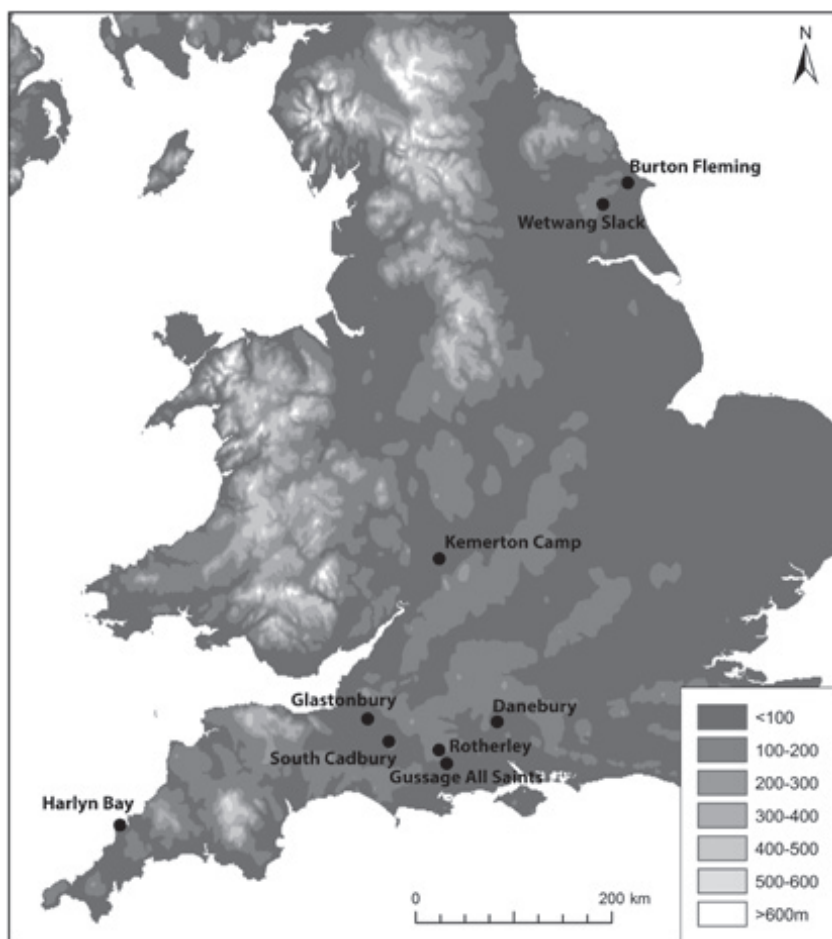 N
Burton Fleming
Wetwang Slack
Kemerton Camp
Glastonbury
Danebury
South Cadbury
Rotherley
Gussage All Saints
Harlyn Bay
0 200 km
<100
100-200
200-300
300-400
400-500
500-600
>600m